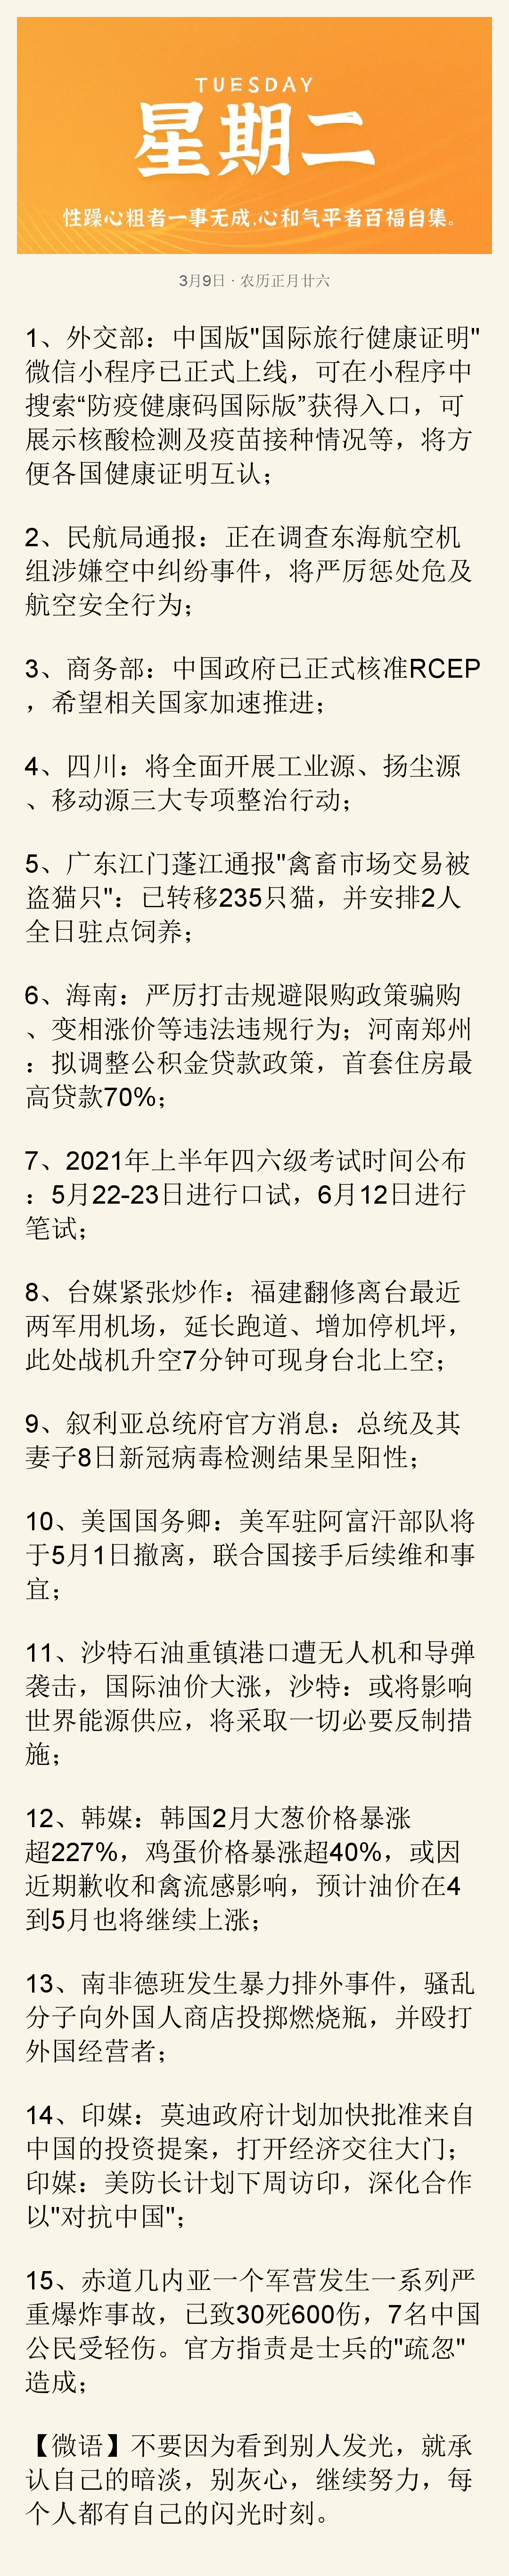 TUESDAY
星期二
性躁心粗者一事无成,心和气平者百福自集。
3月9日 · 农历正月廿六
1、外交部：中国版"国际旅行健康证明"
微信小程序已正式上线，可在小程序中
搜索“防疫健康码国际版”获得入口，可
展示核酸检测及疫苗接种情况等，将方
便各国健康证明互认；
2、民航局通报：正在调查东海航空机
组涉嫌空中纠纷事件，将严厉惩处危及
航空安全行为；
3、商务部：中国政府已正式核准RCEP
，希望相关国家加速推进；
4、四川：将全面开展工业源、扬尘源
、移动源三大专项整治行动；
5、广东江门蓬江通报"禽畜市场交易被
盗猫只"：已转移235只猫，并安排2人
全日驻点饲养；
6、海南：严厉打击规避限购政策骗购
、变相涨价等违法违规行为；河南郑州
：拟调整公积金贷款政策，首套住房最
高贷款70%；
7、2021年上半年四六级考试时间公布
：5月22-23日进行口试，6月12日进行
笔试；
8、台媒紧张炒作：福建翻修离台最近
两军用机场，延长跑道、增加停机坪，
此处战机升空7分钟可现身台北上空；
9、叙利亚总统府官方消息：总统及其
妻子8日新冠病毒检测结果呈阳性；
10、美国国务卿：美军驻阿富汗部队将
于5月1日撤离，联合国接手后续维和事
宜；
11、沙特石油重镇港口遭无人机和导弹
袭击，国际油价大涨，沙特：或将影响
世界能源供应，将采取一切必要反制措
施；
12、韩媒：韩国2月大葱价格暴涨
超227%，鸡蛋价格暴涨超40%，或因
近期歉收和禽流感影响，预计油价在4
到5月也将继续上涨；
13、南非德班发生暴力排外事件，骚乱
分子向外国人商店投掷燃烧瓶，并殴打
外国经营者；
14、印媒：莫迪政府计划加快批准来自
中国的投资提案，打开经济交往大门；
印媒：美防长计划下周访印，深化合作
以"对抗中国"；
15、赤道几内亚一个军营发生一系列严
重爆炸事故，已致30死600伤，7名中国
公民受轻伤。官方指责是士兵的"疏忽"
造成；
【微语】不要因为看到别人发光，就承
认自己的暗淡，别灰心，继续努力，每
个人都有自己的闪光时刻。